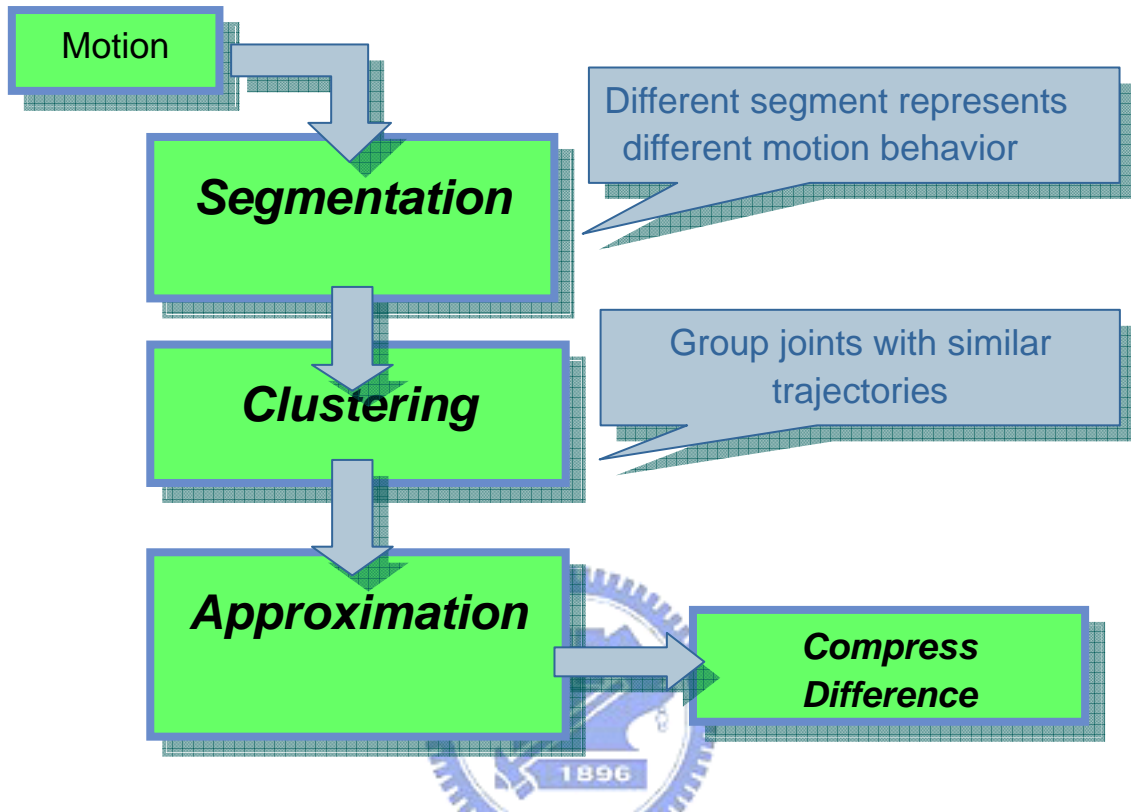 Motion
Different segment represents
different motion behavior
Segmentation
Group joints with similar
trajectories
Clustering
Approximation
Compress
Difference
1896